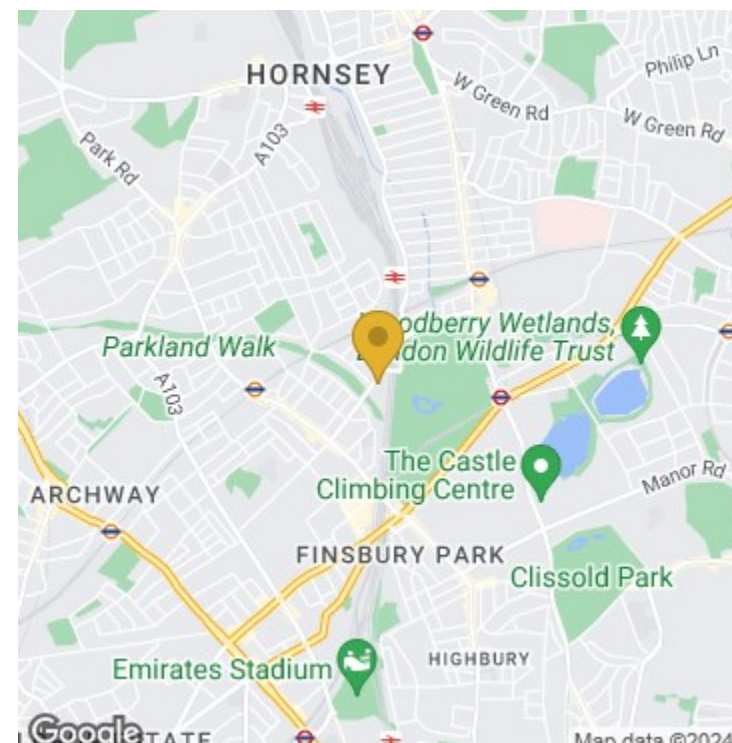 HORNSEY
Philip Ln
W Green Rd
W Green Rd
Park Rd
A103
Woodberry Wetlands,
London Wildlife Trust
Parkland Walk
A103
The Castle
Climbing Centre
Manor Rd
ARCHWAY
FINSBURY PARK
Clissold Park
Emirates Stadium
HIGHBURY
Google
Map data ©2024